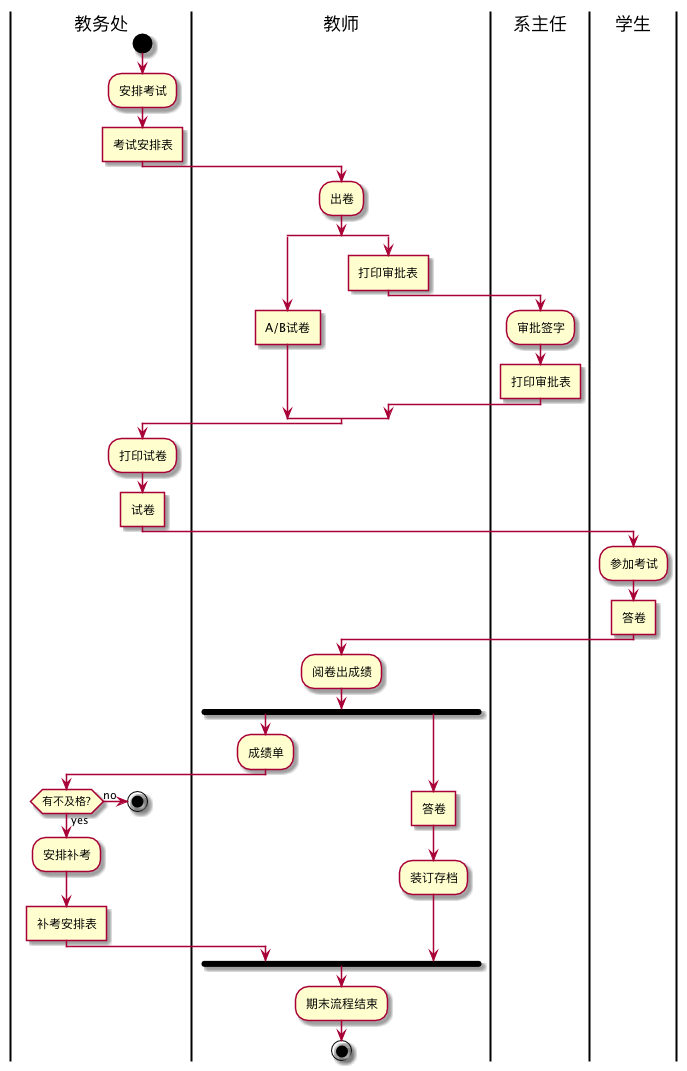 教务处
教师
系主任
学生
安排考试
考试安排表
出卷
打印审批表
A/B试卷
审批签字
打印审批表
打印试卷
试卷
参加考试
答卷
阅卷出成绩
成绩单
有不及格?
no
yes
答卷
安排补考
装订存档
补考安排表
期末流程结束